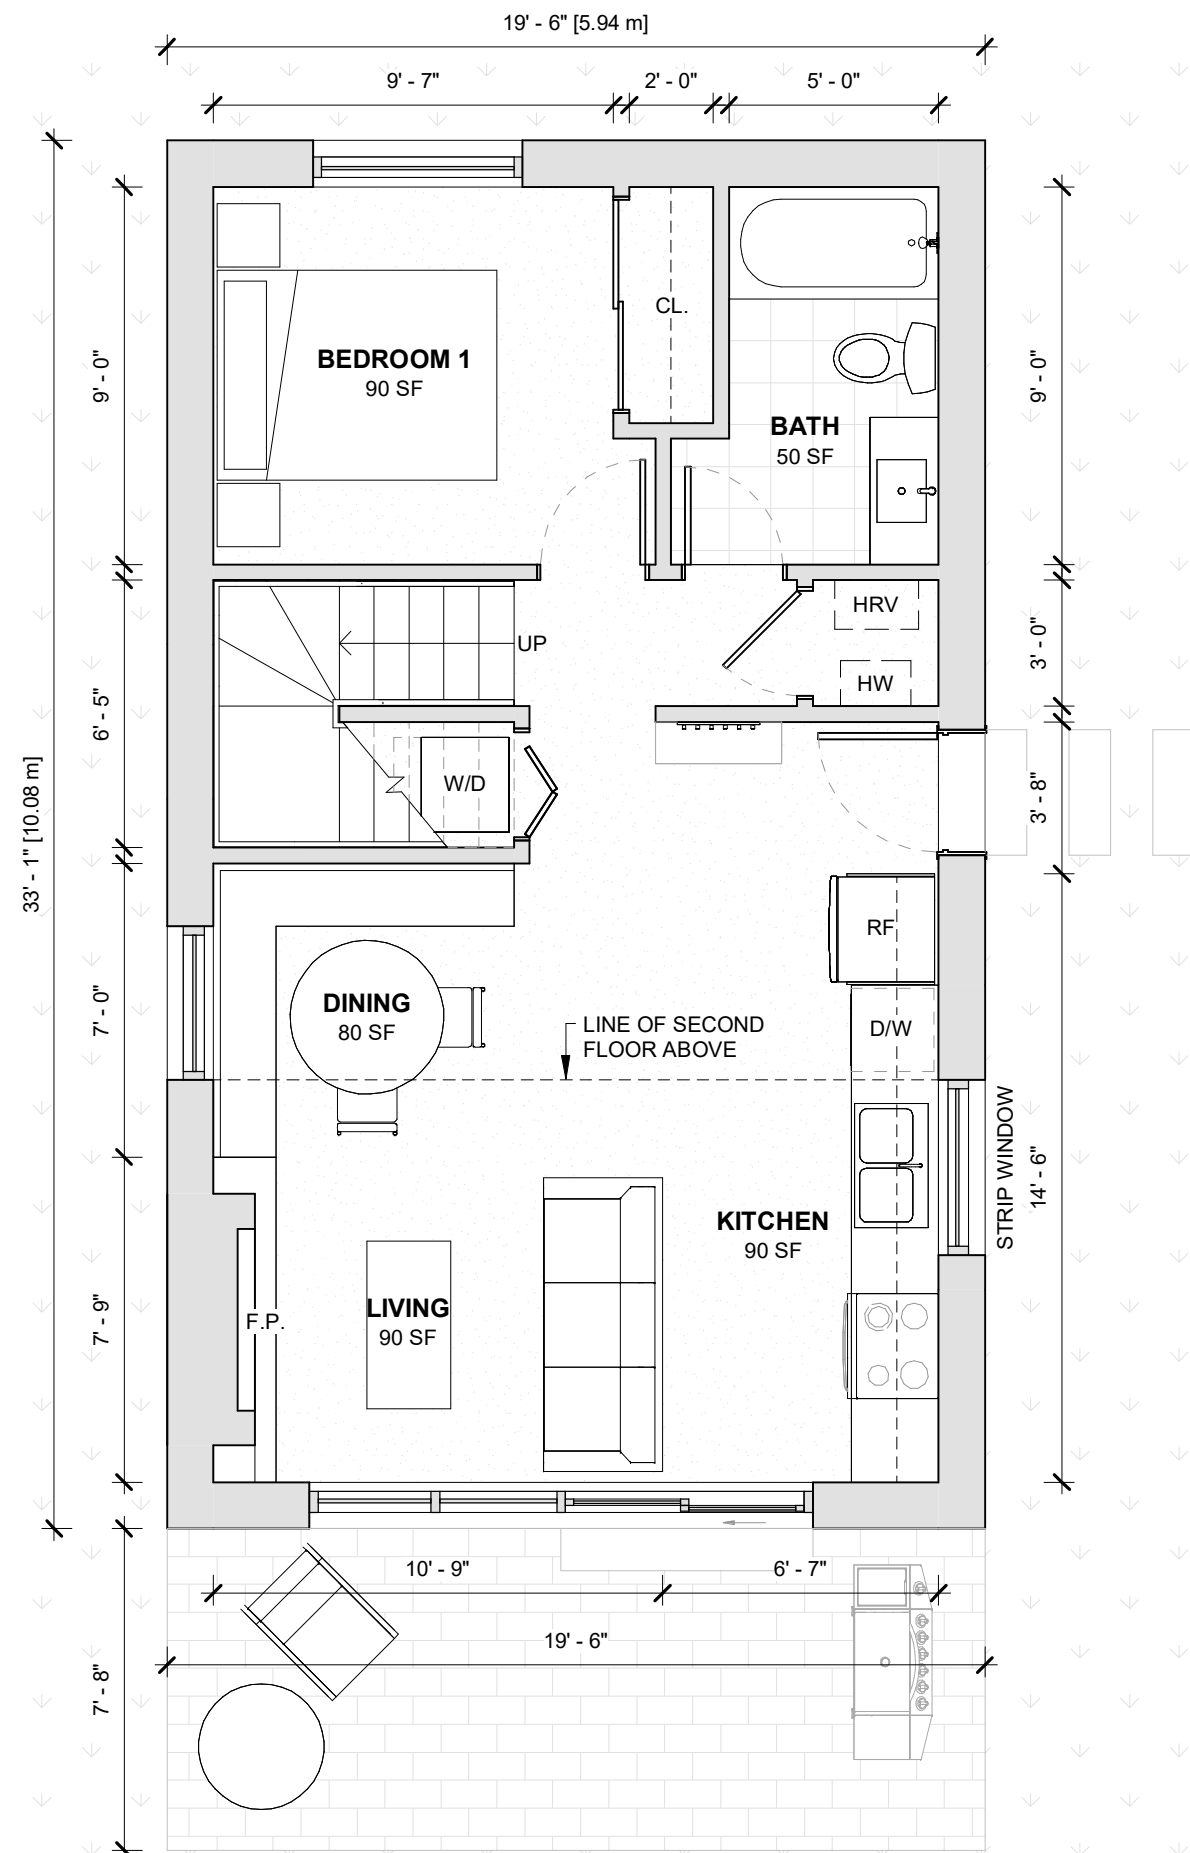 19' - 6" [5.94 m]
9' - 7"
2' - 0"
5' - 0"
CL.
BEDROOM 1
90 SF
BATH
50 SF
9' - 0"
9' - 0"
HRV
UP
HW
3' - 0"
6' - 5"
W/D
3' - 8"
33' - 1" [10.08 m]
RF
DINING
80 SF
LINE OF SECOND
FLOOR ABOVE
D/W
7' - 0"
STRIP WINDOW
14' - 6"
KITCHEN
90 SF
LIVING
90 SF
F.P.
7' - 9"
10' - 9"
6' - 7"
19' - 6"
7' - 8"